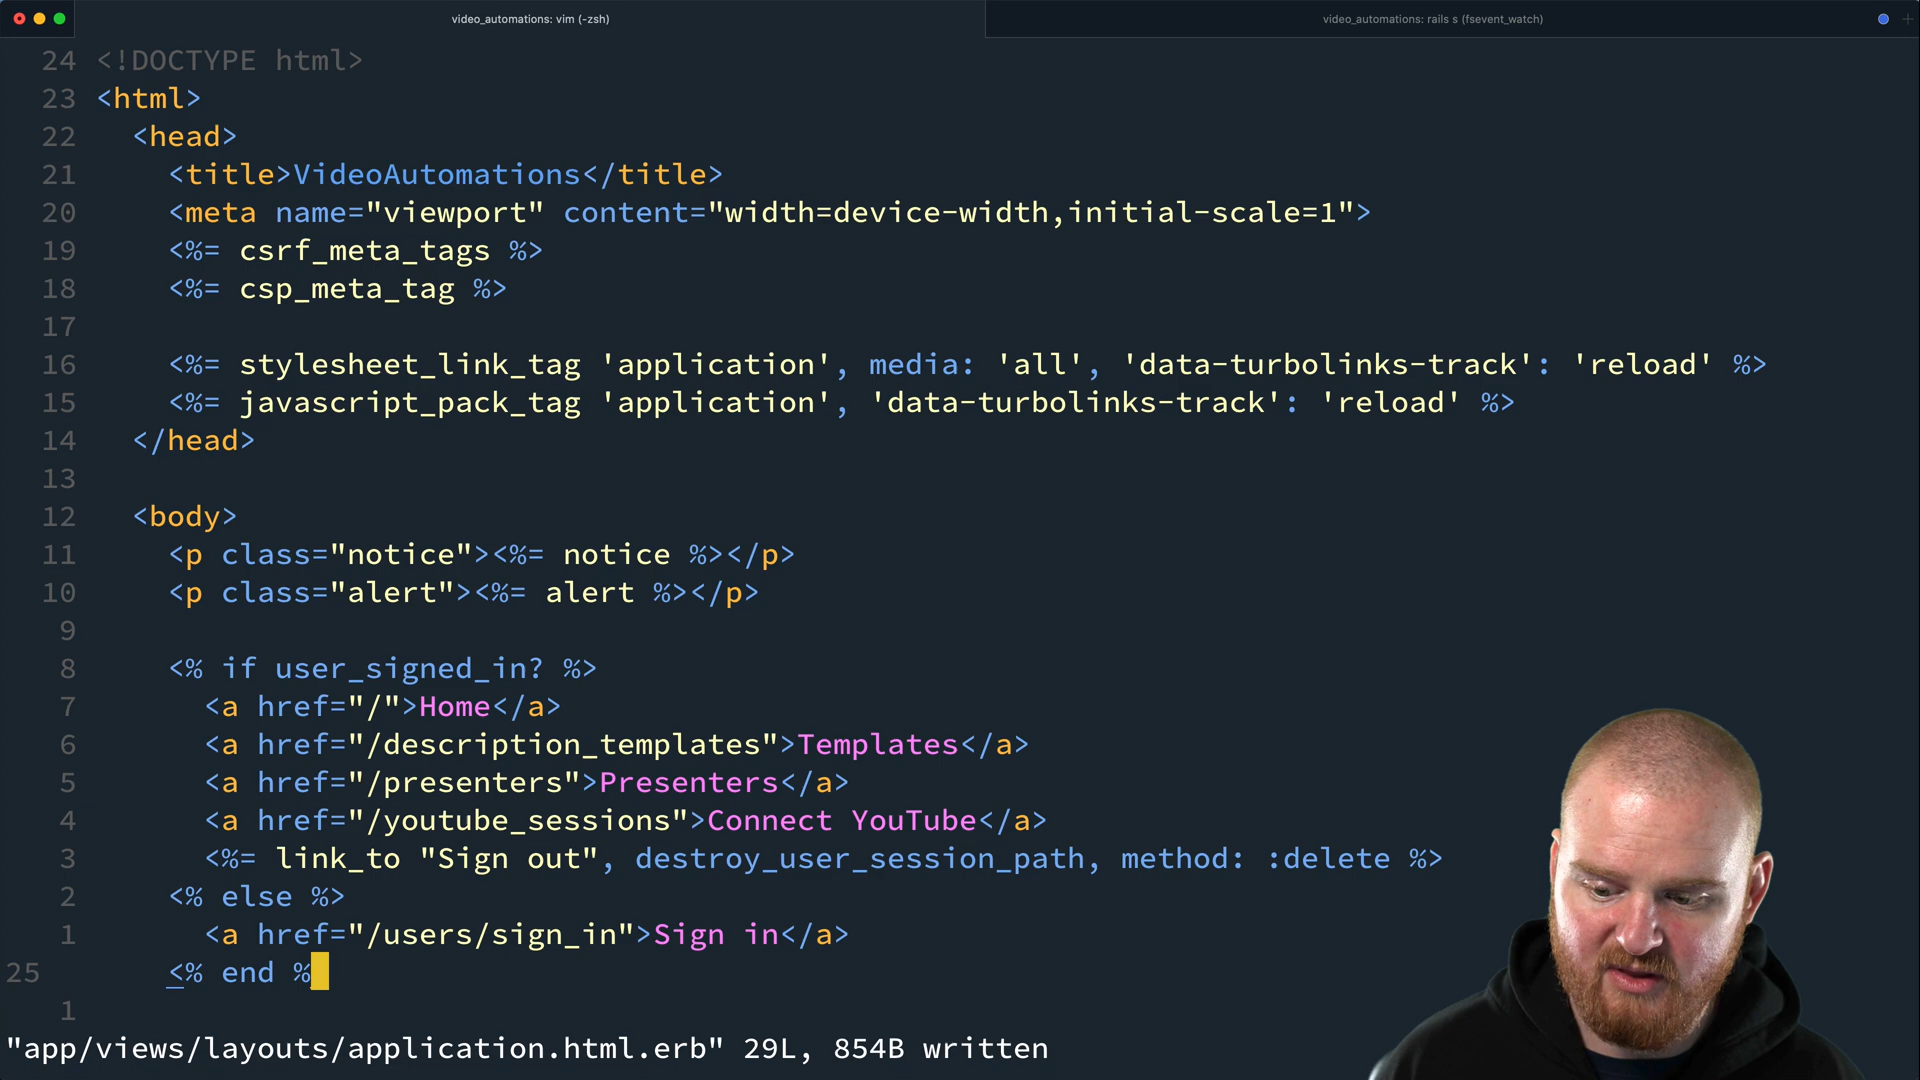 video_automations: vim (-zsh)
video_automations: rails s (fsevent_watch)
24 <!DOCTYPE html>
23 <html>
22   <head>
21     <title>VideoAutomations</title>
20     <meta name="viewport" content="width=device-width,initial-scale=1">
19     <%= csrf_meta_tags %>
18     <%= csp_meta_tag %>
17
16     <%= stylesheet_link_tag 'application', media: 'all', 'data-turbolinks-track': 'reload' %>
15     <%= javascript_pack_tag 'application', 'data-turbolinks-track': 'reload' %>
14   </head>
13
12   <body>
11     <p class="notice"><%= notice %></p>
10     <p class="alert"><%= alert %></p>
9
8     <% if user_signed_in? %>
7       <a href="/">Home</a>
6       <a href="/description_templates">Templates</a>
5       <a href="/presenters">Presenters</a>
4       <a href="/youtube_sessions">Connect YouTube</a>
3       <%= link_to "Sign out", destroy_user_session_path, method: :delete %>
2     <% else %>
1       <a href="/users/sign_in">Sign in</a>
25     <% end %
1
"app/views/layouts/application.html.erb" 29L, 854B written